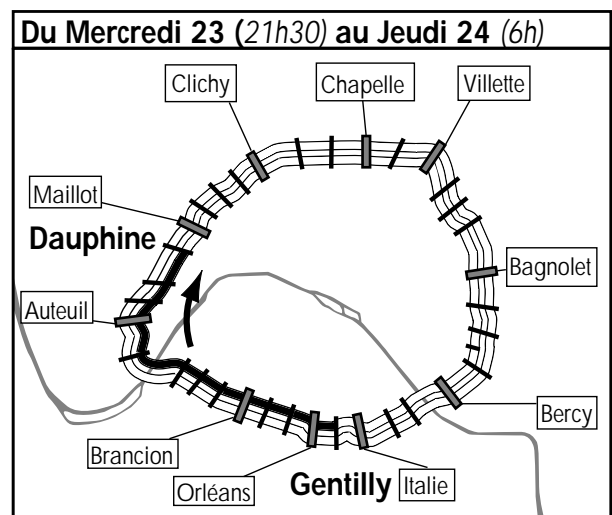 Du Mercredi 23 (21h30) au Jeudi 24 (6h)
Clichy
Chapelle
Villette
Maillot
Dauphine
Bagnolet
Auteuil
Bercy
Brancion
Orléans
Gentilly
Italie